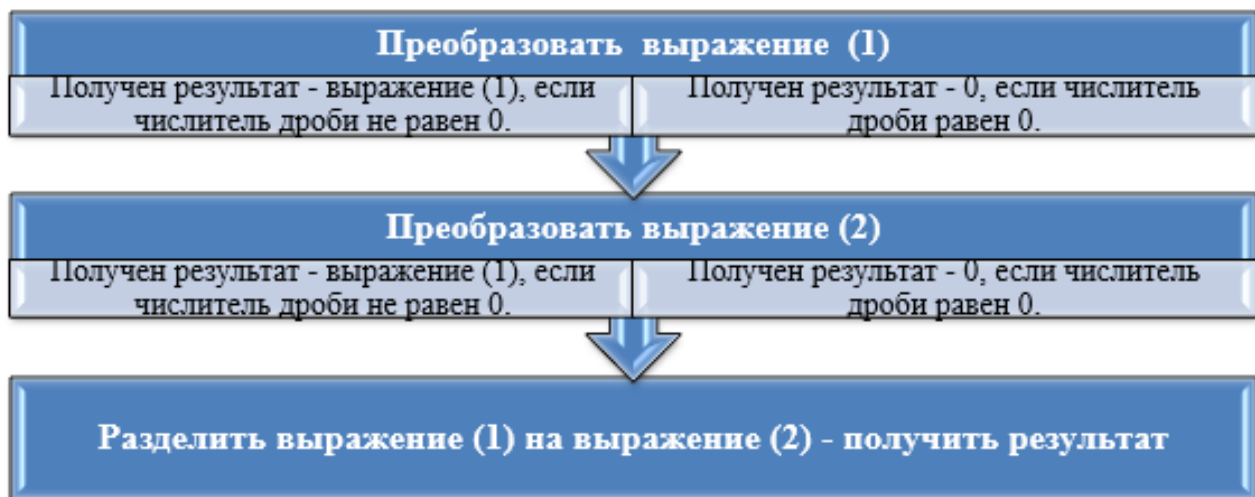 Преобразовать выражение (1)
Получен результат - выражение (1), если
числитель дроби не равен 0.
Получен результат - 0, если числитель
дроби равен 0.
Преобразовать выражение (2)
Получен результат - выражение (1), если
числитель дроби не равен 0.
Получен результат - 0, если числитель
дроби равен 0.
Разделить выражение (1) на выражение (2) - получить результат